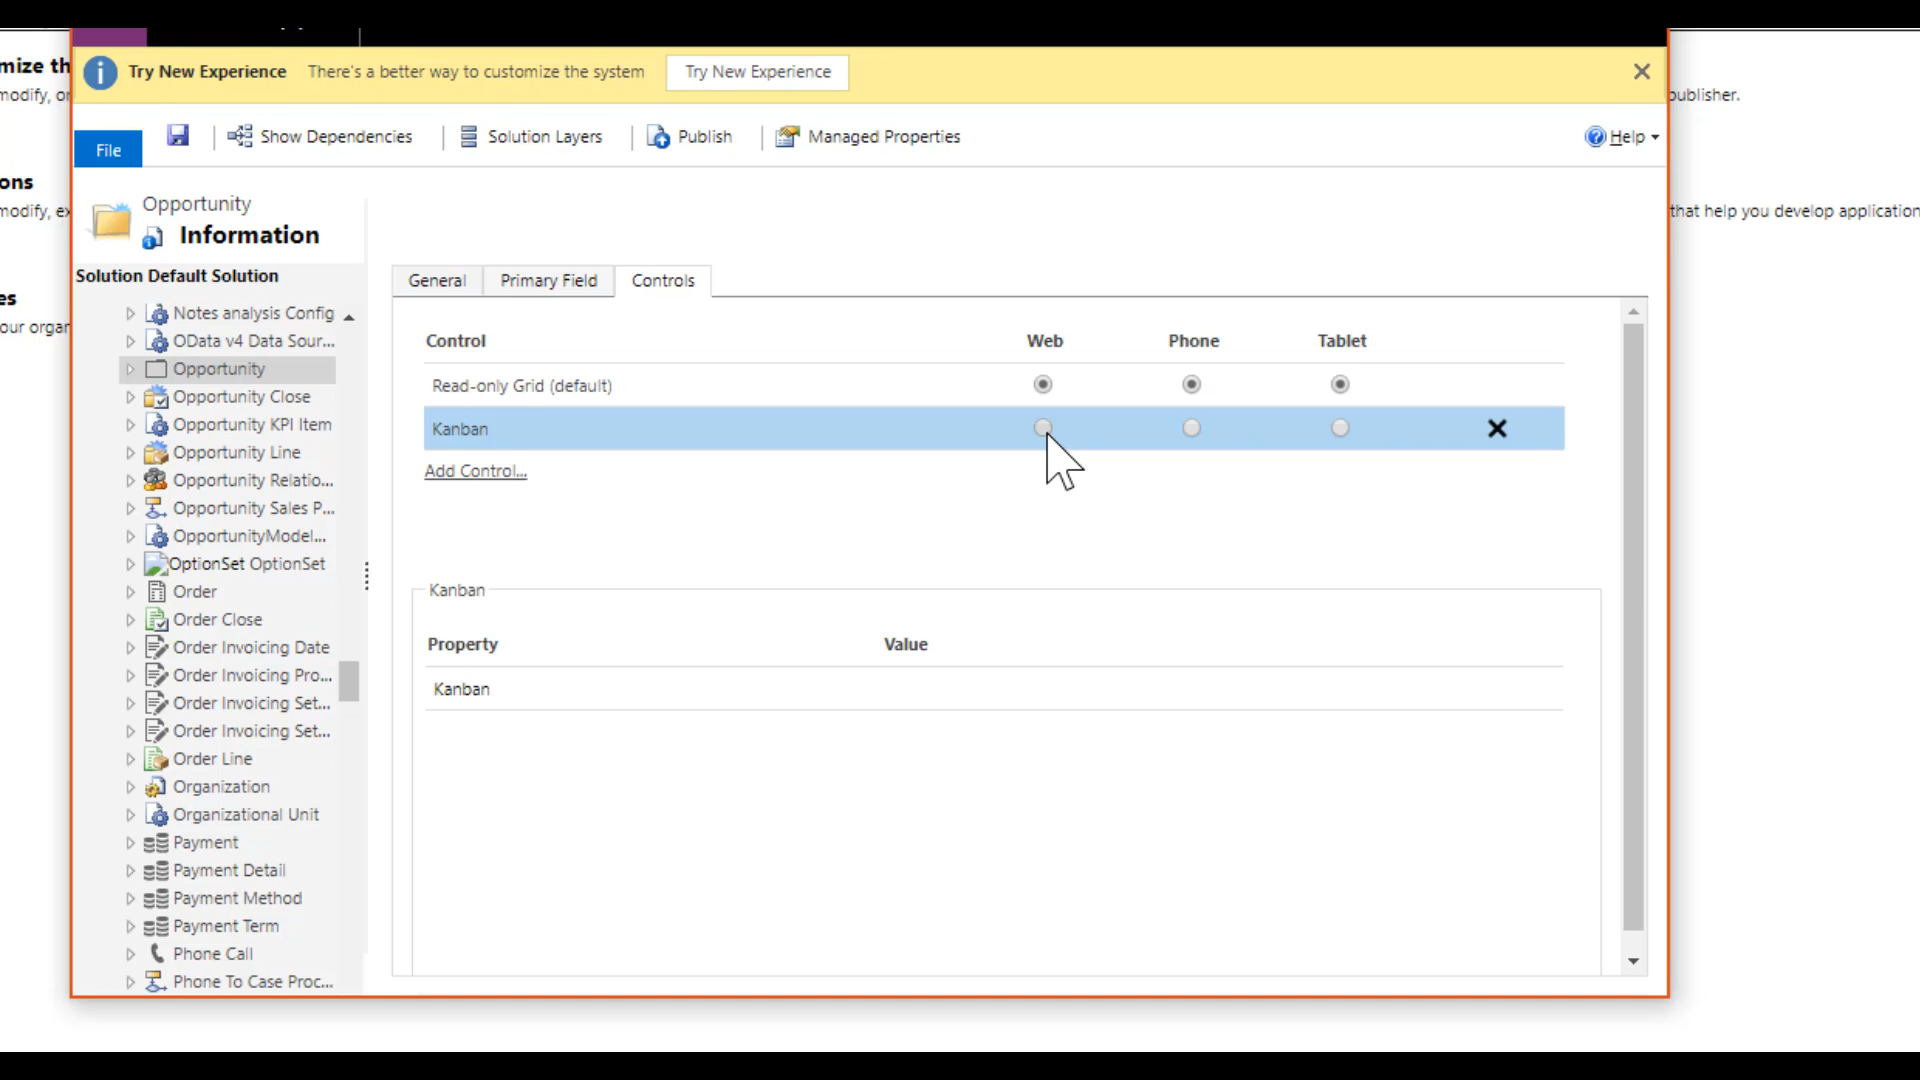 Try New Experience There's a better way to customize the system Try New Experience
mize th
modify, or
publisher.
File Show Dependencies Solution Layers Publish Managed Properties Help
ons
modify, ex
that help you develop application
Opportunity
Information
Solution Default Solution
es
our organ
General Primary Field Controls
Notes analysis Config
OData v4 Data Sour...
Opportunity
Opportunity Close
Opportunity KPI Item
Opportunity Line
Opportunity Relatio...
Opportunity Sales P...
OpportunityModel...
OptionSet OptionSet
Order
Order Close
Order Invoicing Date
Order Invoicing Pro...
Order Invoicing Set...
Order Invoicing Set...
Order Line
Organization
Organizational Unit
Payment
Payment Detail
Payment Method
Payment Term
Phone Call
Phone To Case Proc...
Control Web Phone Tablet
Read-only Grid (default)
Kanban
Add Control...
Kanban
Property Value
Kanban